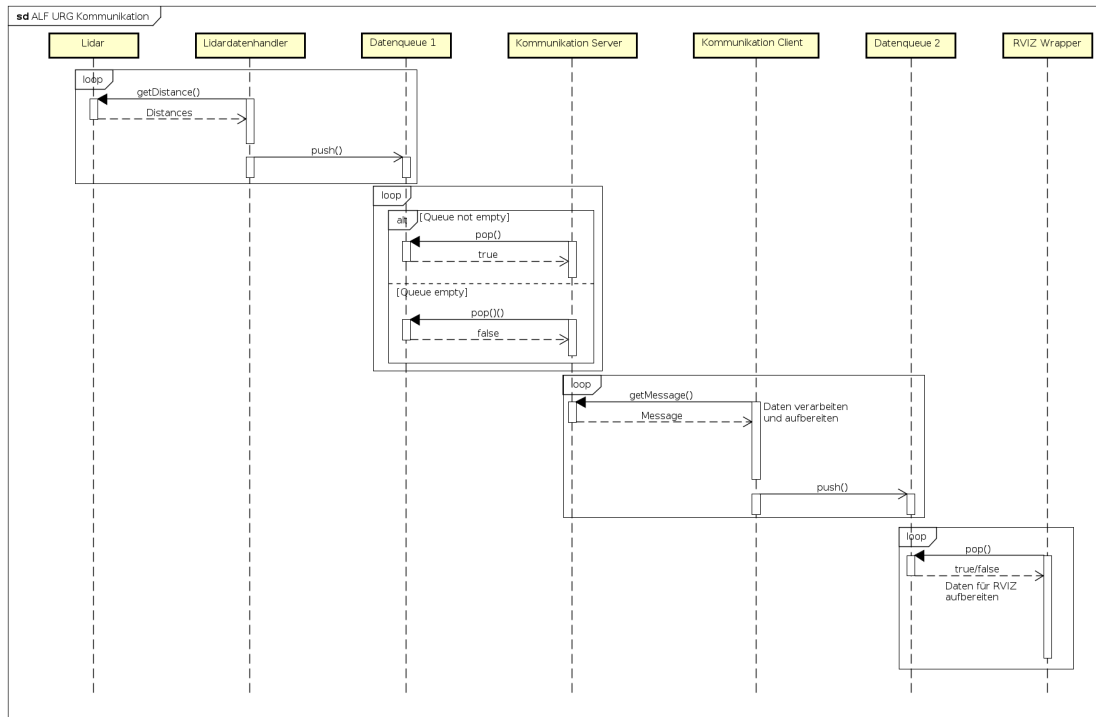 sd ALF URG Kommunikation
Lidar
Lidardatenhandler
Datenqueue 1
Kommunikation Server
Kommunikation Client
Datenqueue 2
RVIZ Wrapper
loop
getDistance()
Distances
push()
loop
alt
[Queue not empty]
pop()
true
[Queue empty]
pop()()
false
loop
getMessage()
Message
Daten verarbeiten
und aufbereiten
push()
loop
pop()
true/false
Daten für RVIZ
aufbereiten